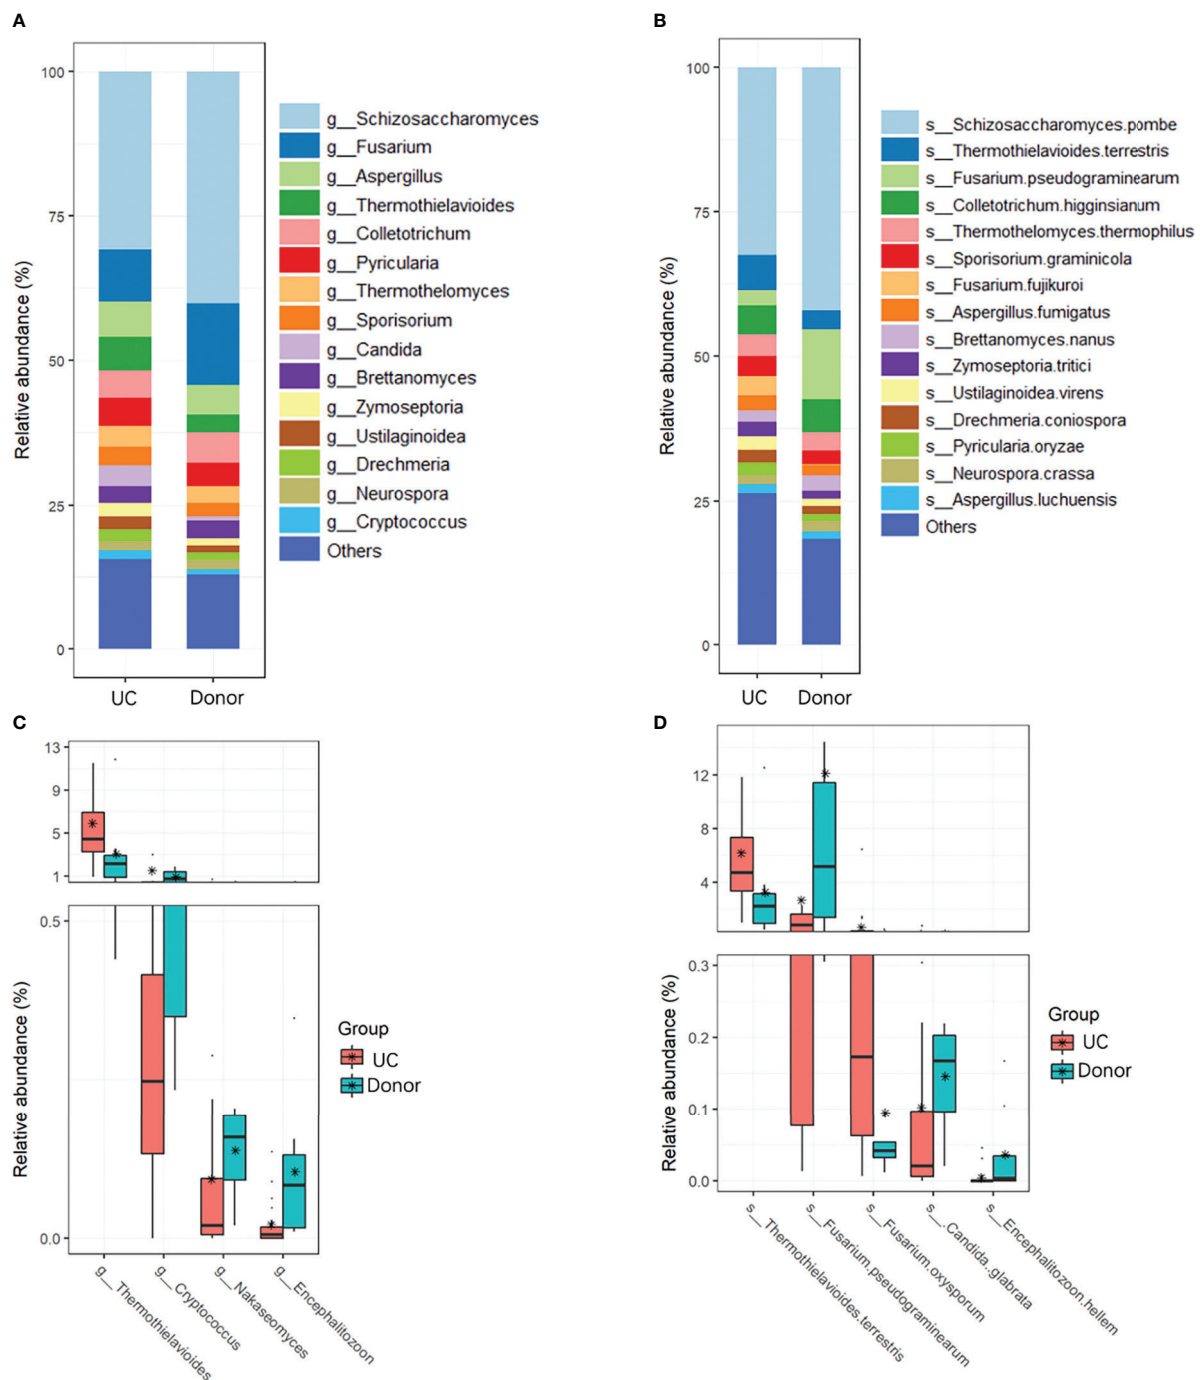 A
100
75
50
25
0
Relative abundance (%)
UC
Donor
g__Schizosaccharomyces
g__Fusarium
g__Aspergillus
g__Thermothielavioides
g__Colletotrichum
g__Pyricularia
g__Thermothelomyces
g__Sporisorium
g__Candida
g__Brettanomyces
g__Zymoseptoria
g__Ustilaginoidea
g__Drechmeria
g__Neurospora
g__Cryptococcus
Others
B
100
75
50
25
0
Relative abundance (%)
UC
Donor
s__Schizosaccharomyces.pombe
s__Thermothielavioides.terrestris
s__Fusarium.pseudograminearum
s__Colletotrichum.higginsianum
s__Thermothelomyces.thermophilus
s__Sporisorium.graminicola
s__Fusarium.fujikuroi
s__Aspergillus.fumigatus
s__Brettanomyces.nanus
s__Zymoseptoria.tritici
s__Ustilaginoidea.virens
s__Drechmeria.coniospora
s__Pyricularia.oryzae
s__Neurospora.crassa
s__Aspergillus.luchuensis
Others
C
13
9
5
1
0.5
0.0
Relative abundance (%)
g__Thermothielavioides
g__Cryptococcus
g__Nakaseomyces
g__Encephalitozoon
Group
UC
Donor
D
12
8
4
0.3
0.2
0.1
0.0
Relative abundance (%)
s__Thermothielavioides.terrestris
s__Fusarium.pseudograminearum
s__Fusarium.oxysporum
s__.Candida..glabrata
s__Encephalitozoon.hellem
Group
UC
Donor